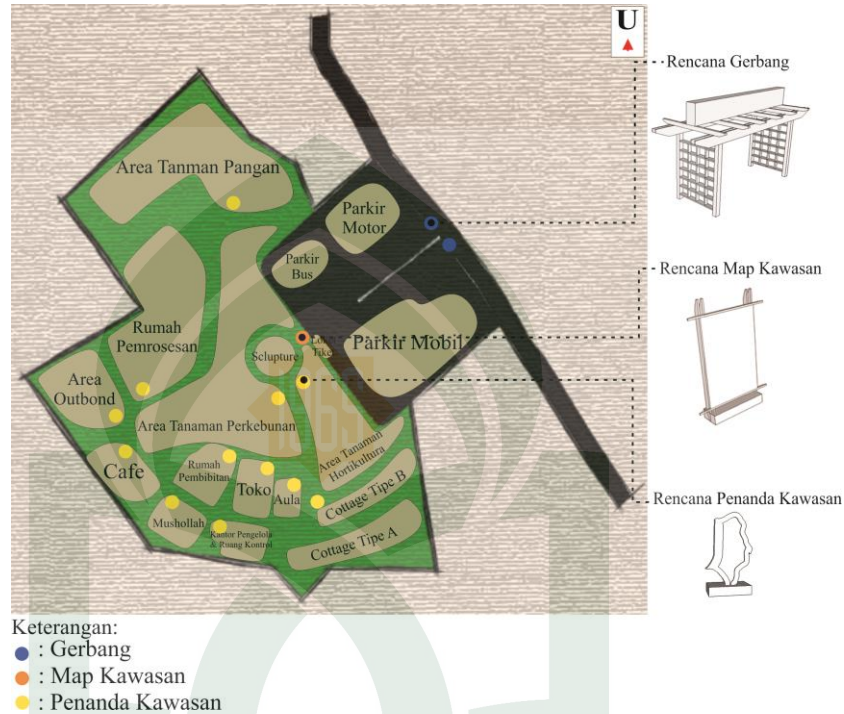 U
Rencana Gerbang
Area Tanman Pangan
Parkir
Motor
Parkir
Bus
Rencana Map Kawasan
Rumah
Pemrosesan
Sclupture
Parkir Mobil
Area
Outbond
1969
Area Tanaman Perkebunan
Area Tanaman
Hortikultura
Cafe
Rumah
Pembibitan
Toko
Aula
Cottage Tipe B
Rencana Penanda Kawasan
Mushollah
Kantor Pengelola
& Ruang Kontrol
Cottage Tipe A
Keterangan:
: Gerbang
: Map Kawasan
: Penanda Kawasan